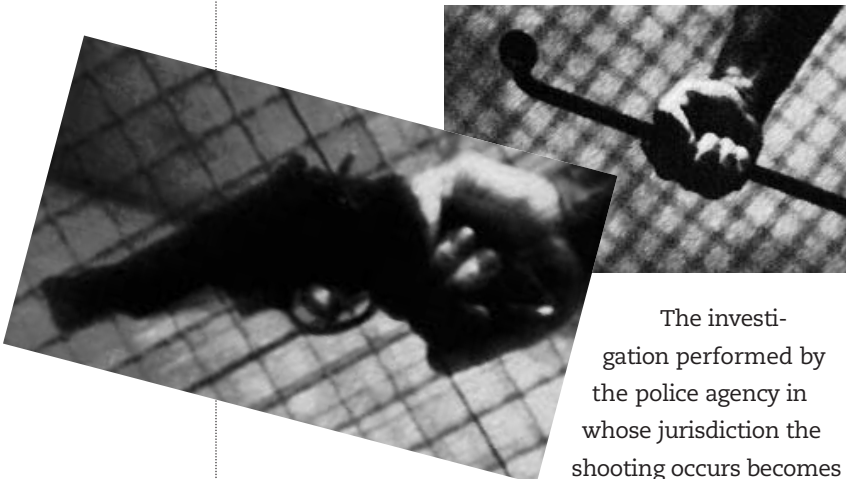 The investi-
gation performed by
the police agency in
whose jurisdiction the
shooting occurs becomes